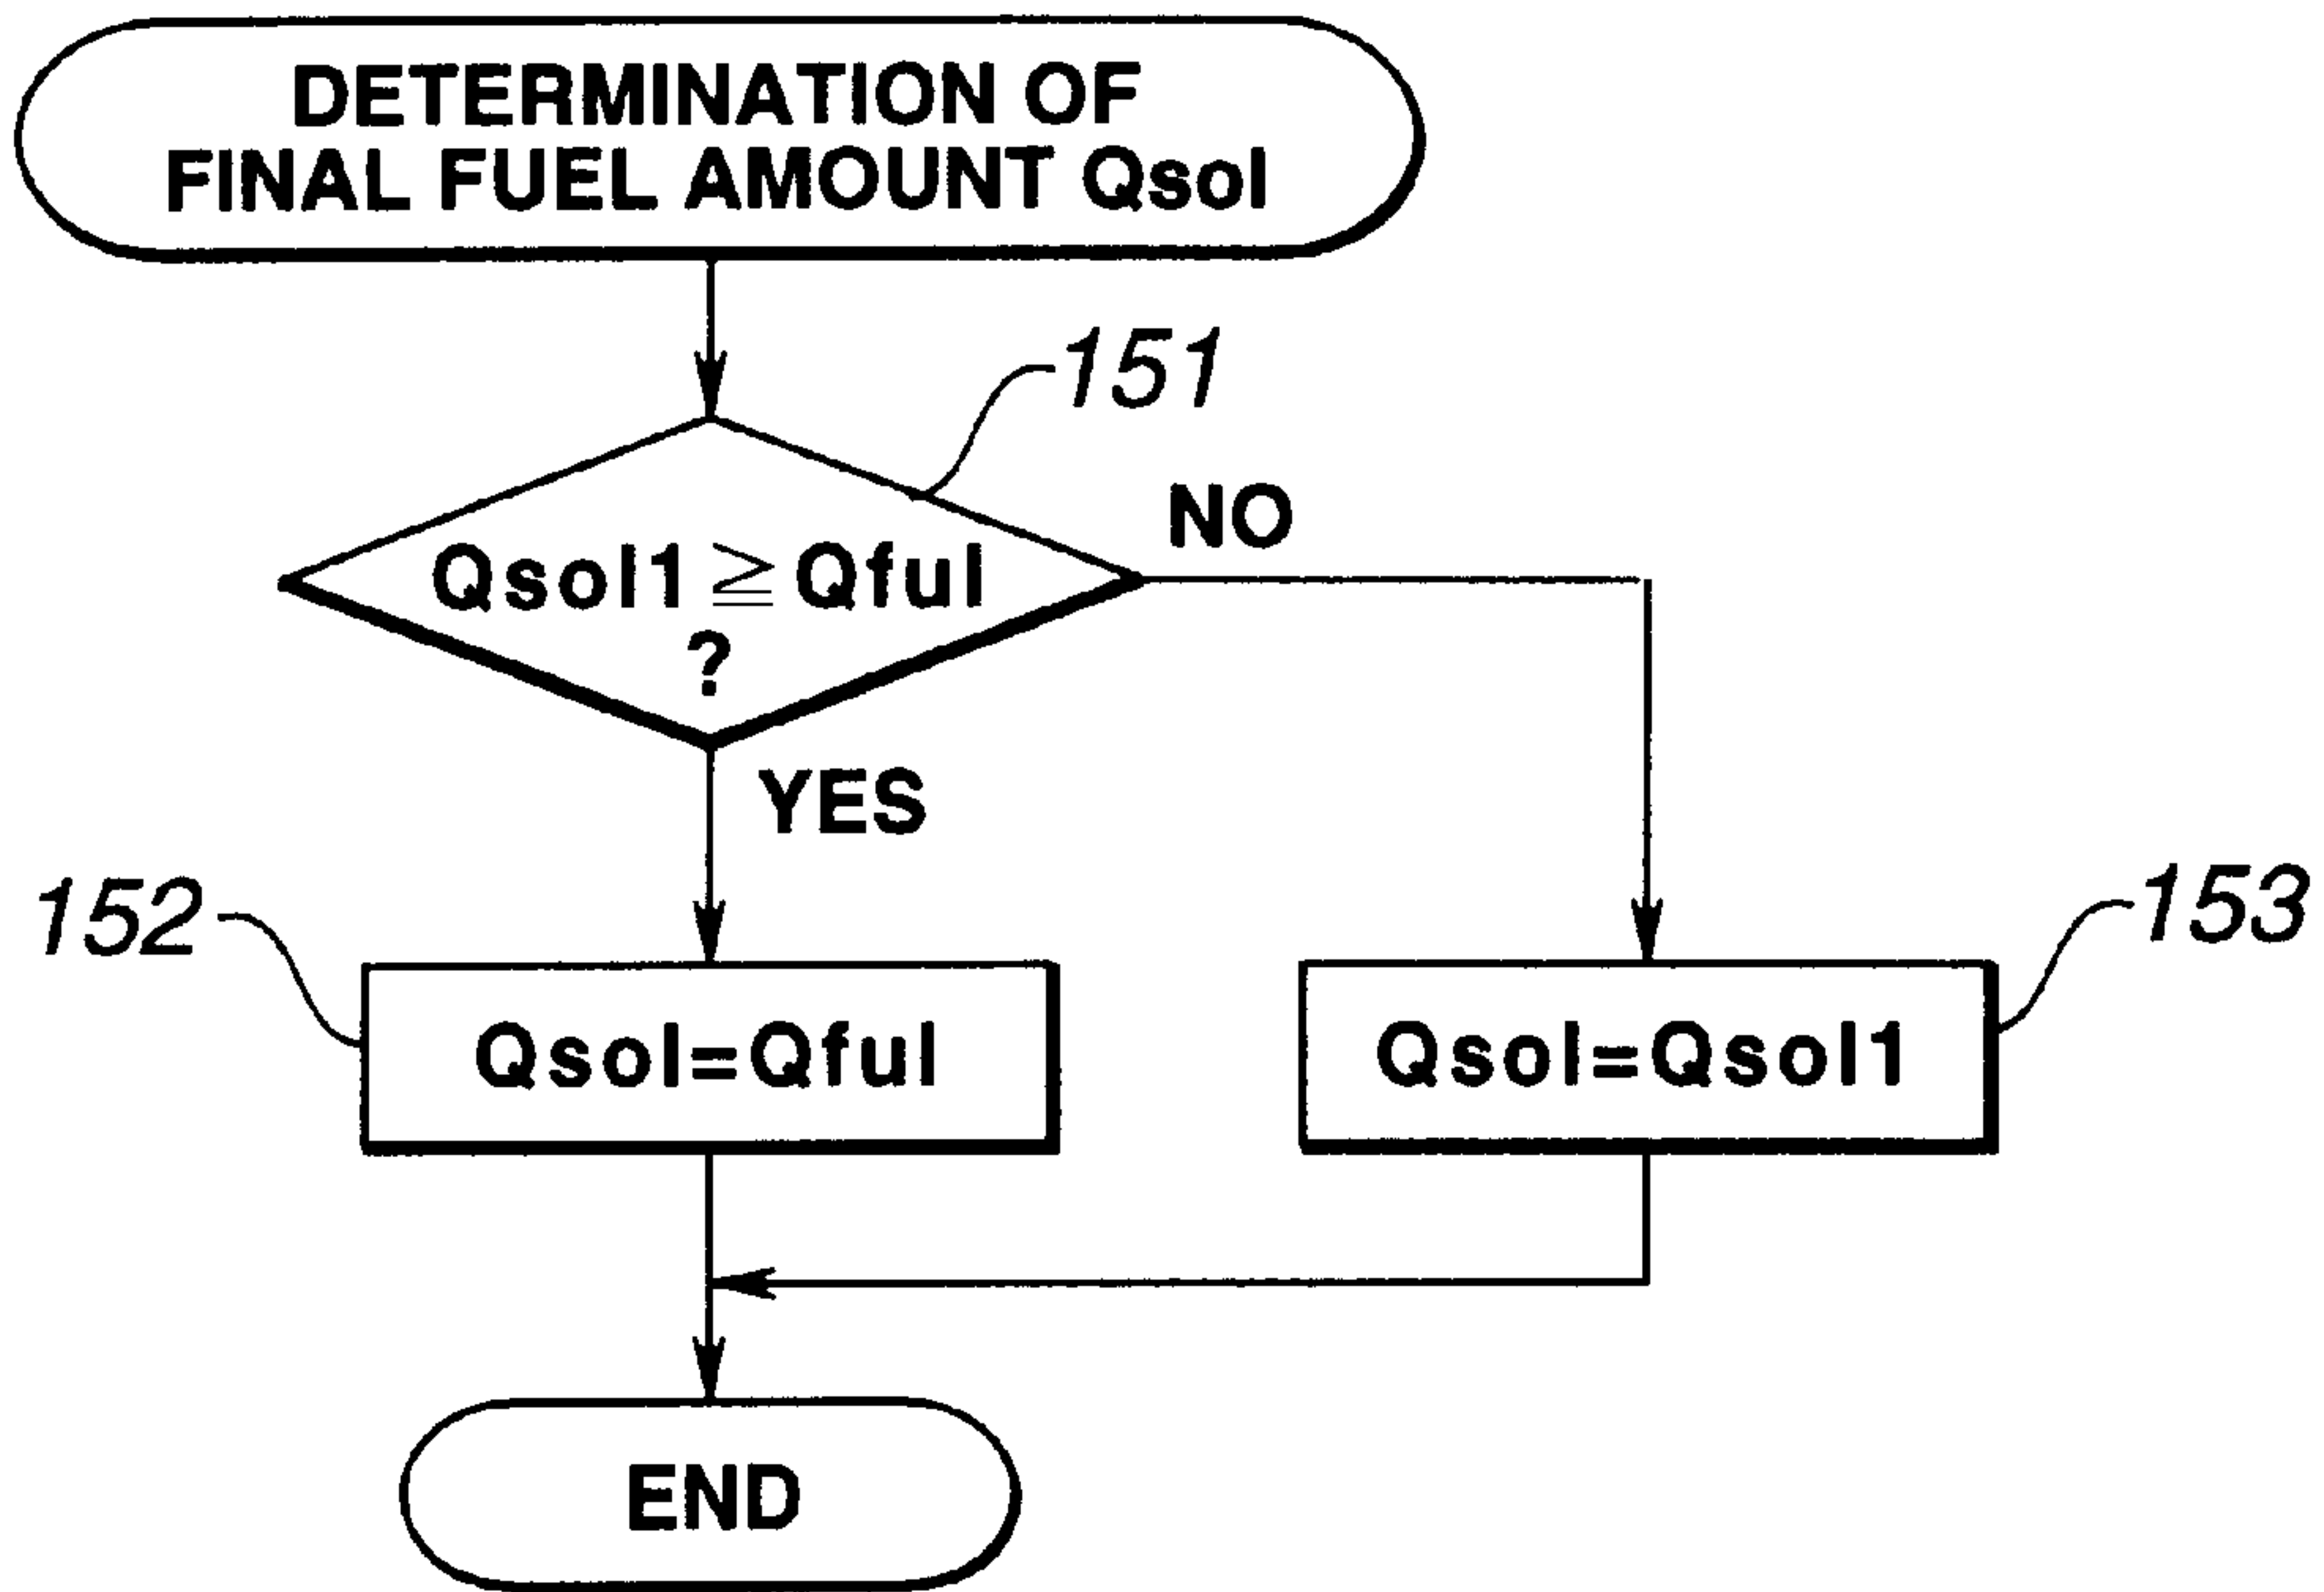 DETERMINATION OF
FINAL FUEL AMOUNT Qsol
151
NO
Qsol1 ≧ Qful
?
YES
152
153
Qsol=Qful
Qsol=Qsol1
END